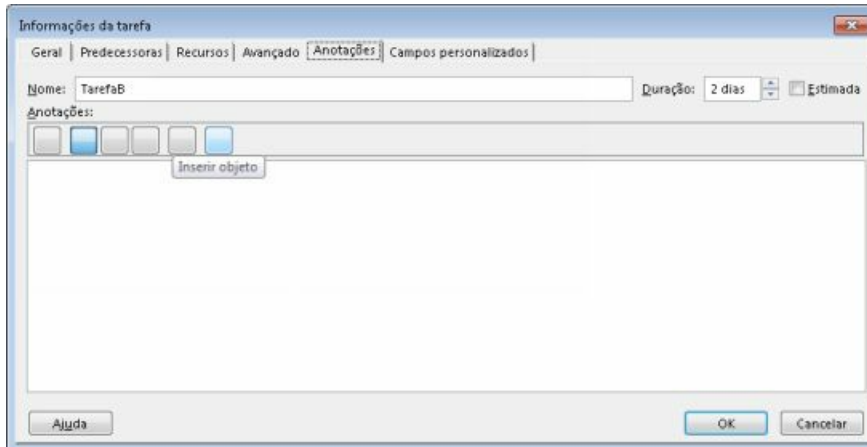 Informações da tarefa
Geral Predecessoras Recursos Avançado Anotações Campos personalizados
Nome: TarefaB Duração: 2 dias Estimada
Anotações:
Inserir objeto
Ajuda OK Cancelar